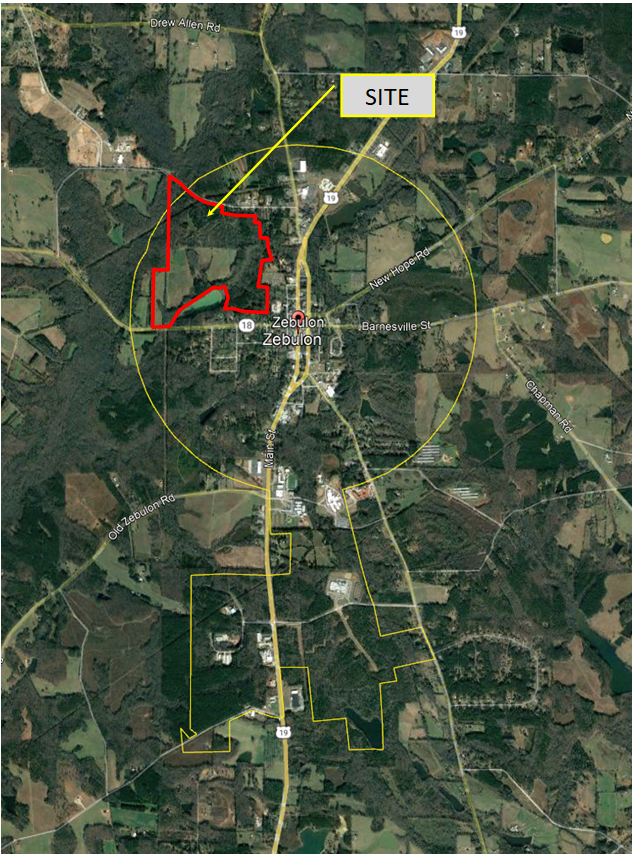 Drew Allen Rd
19
SITE
19
New Hope Rd
18
Zebulon
Zebulon
Barnesville St
Chapman Rd
Main St
Old Zebulon Rd
19